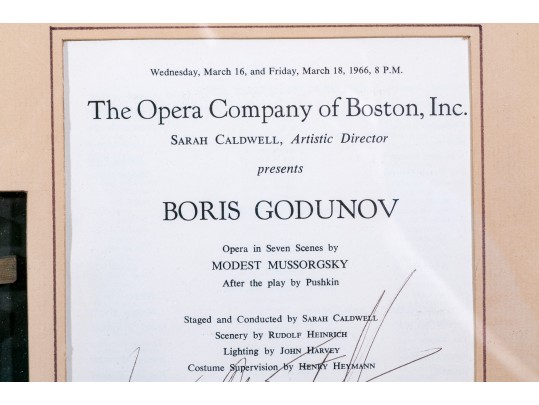 Wednesday, March 16, and Friday, March 18, 1966, 8 P.M.
The Opera Company of Boston, Inc.
SARAH CALDWELL, Artistic Director
presents
BORIS GODUNOV
Opera in Seven Scenes by
MODEST MUSSORGSKY
After the play by Pushkin
Staged and Conducted by SARAH CALDWELL
Scenery by RUDOLF HEINRICH
Lighting by JOHN HARVEY
Costume Supervision by HENRY HEYMANN